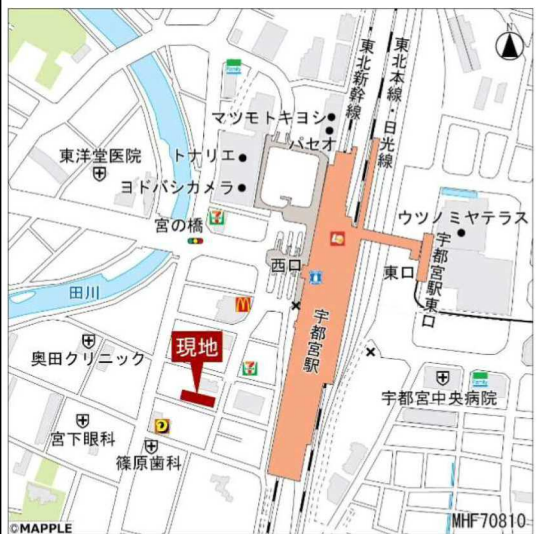 N
東北新幹線
東北本線・日光線
マツモトキヨシ
パセオ
東洋堂医院
トナリエ
ヨドバシカメラ
宮の橋
ウツノミヤテラス
西口
東口
宇都宮駅東口
田川
宇都宮駅
奥田クリニック
現地
宇都宮中央病院
宮下眼科
篠原歯科
©MAPPLE
MHF70810